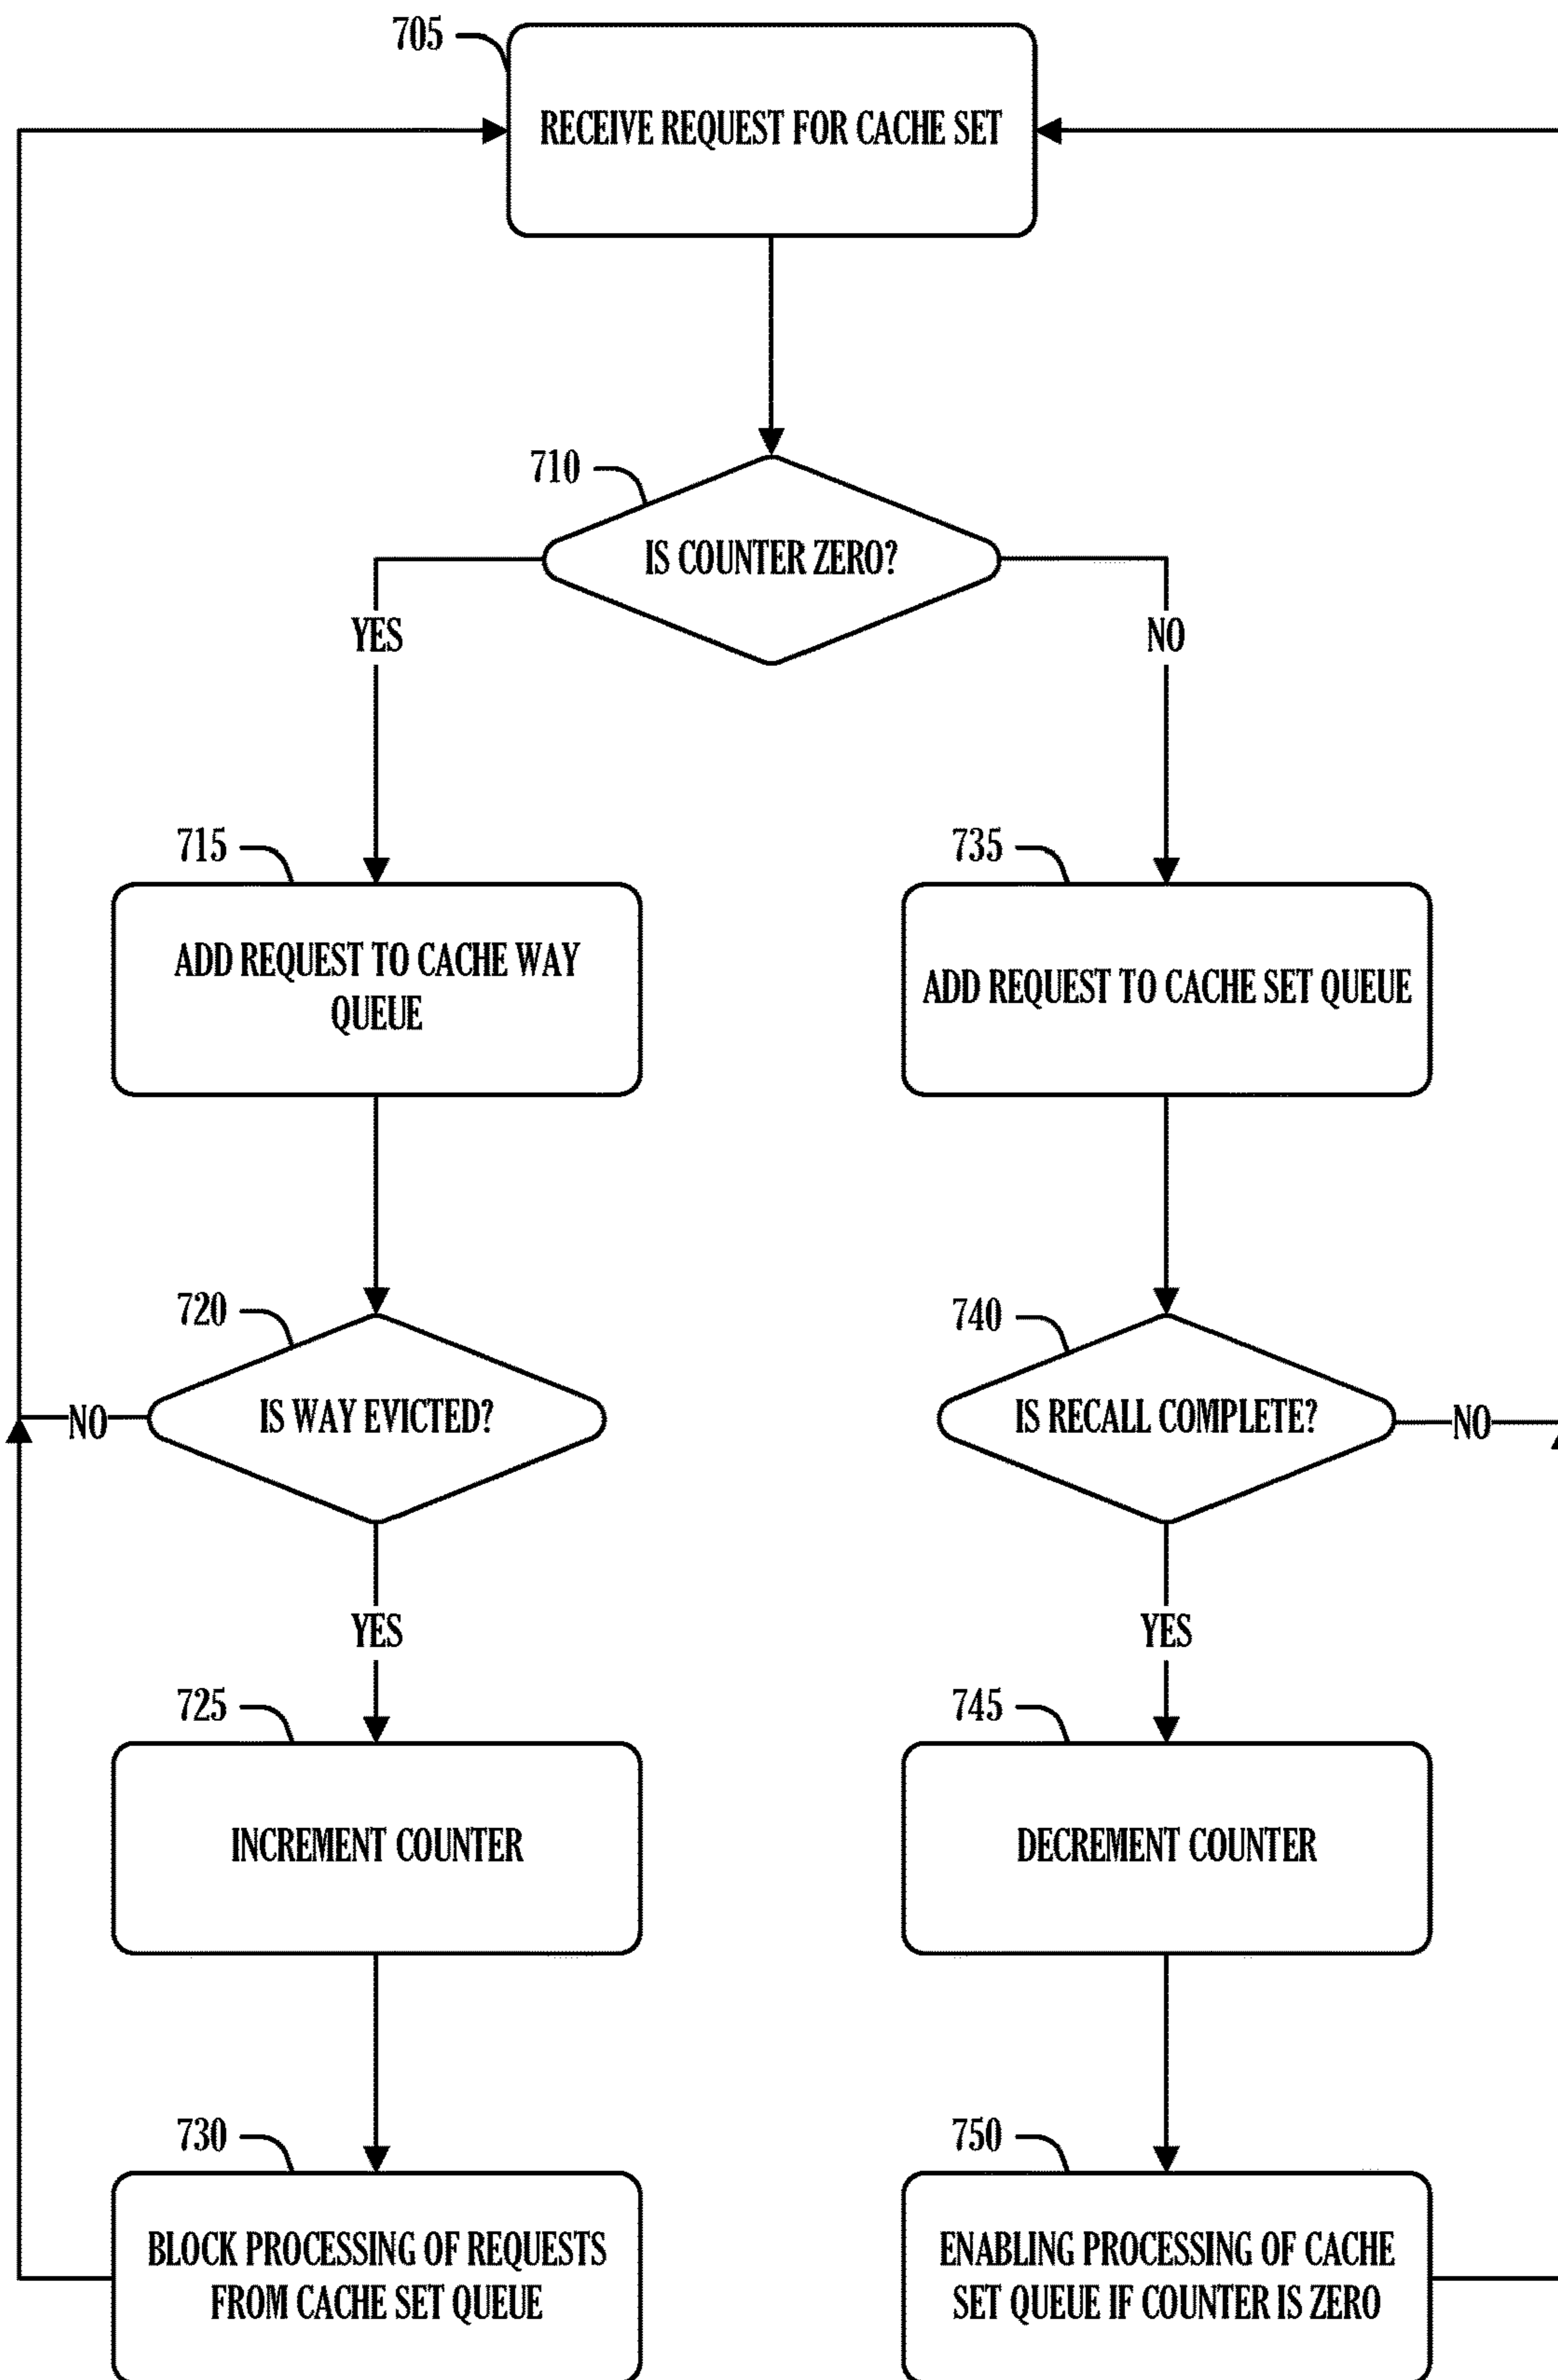 705
RECEIVE REQUEST FOR CACHE SET
710
IS COUNTER ZERO?
YES
NO
715
ADD REQUEST TO CACHE WAY
QUEUE
735
ADD REQUEST TO CACHE SET QUEUE
720
IS WAY EVICTED?
NO
740
IS RECALL COMPLETE?
NO
YES
YES
725
INCREMENT COUNTER
745
DECREMENT COUNTER
730
BLOCK PROCESSING OF REQUESTS
FROM CACHE SET QUEUE
750
ENABLING PROCESSING OF CACHE
SET QUEUE IF COUNTER IS ZERO